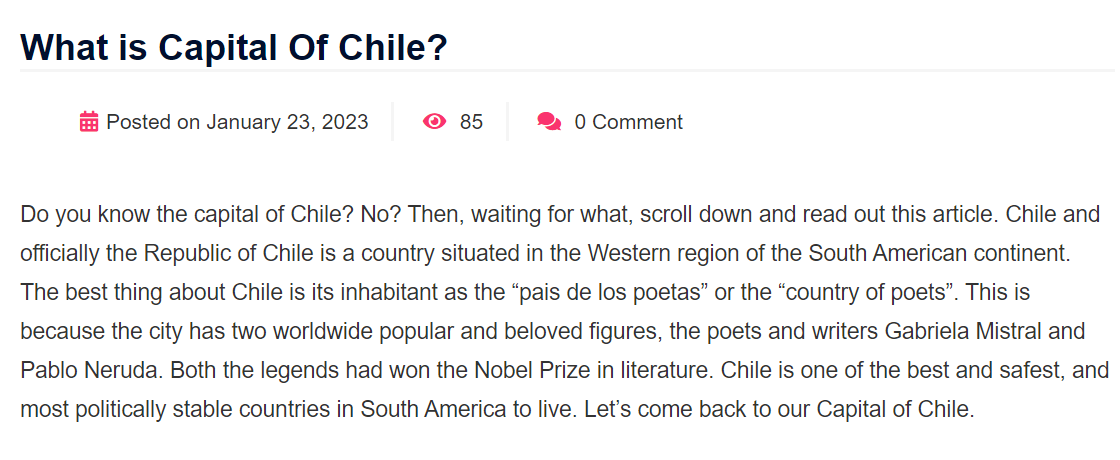 What is Capital Of Chile?
Posted on January 23, 2023 85 0 Comment
Do you know the capital of Chile? No? Then, waiting for what, scroll down and read out this article. Chile and
officially the Republic of Chile is a country situated in the Western region of the South American continent.
The best thing about Chile is its inhabitant as the “pais de los poetas” or the “country of poets”. This is
because the city has two worldwide popular and beloved figures, the poets and writers Gabriela Mistral and
Pablo Neruda. Both the legends had won the Nobel Prize in literature. Chile is one of the best and safest, and
most politically stable countries in South America to live. Let’s come back to our Capital of Chile.